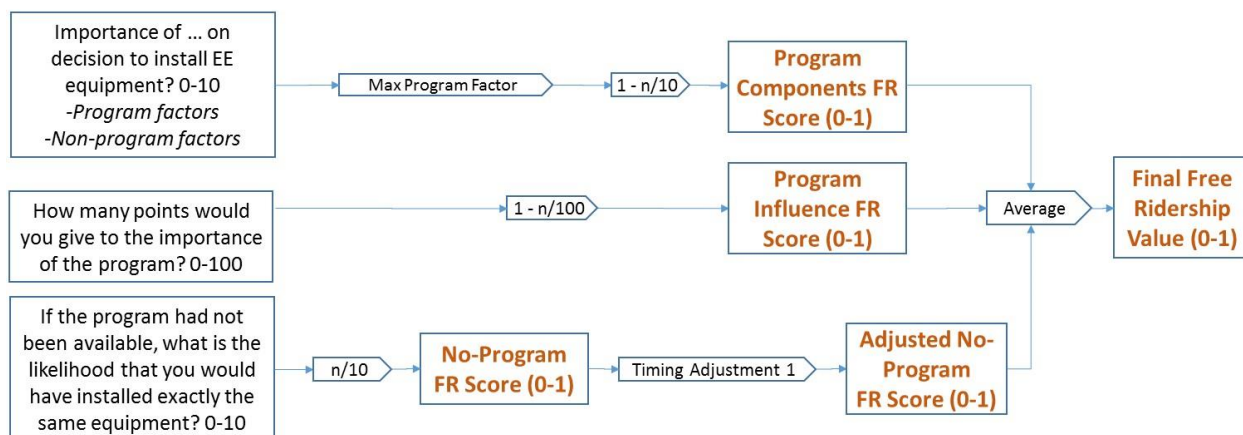 Importance of ... on
decision to install EE
equipment? 0-10
-Program factors
-Non-program factors
Max Program Factor
1 - n/10
Program
Components FR
Score (0-1)
How many points would
you give to the importance
of the program? 0-100
1 - n/100
Program
Influence FR
Score (0-1)
Average
Final Free
Ridership
Value (0-1)
If the program had not
been available, what is the
likelihood that you would
have installed exactly the
same equipment? 0-10
n/10
No-Program
FR Score (0-1)
Timing Adjustment 1
Adjusted No-
Program
FR Score (0-1)